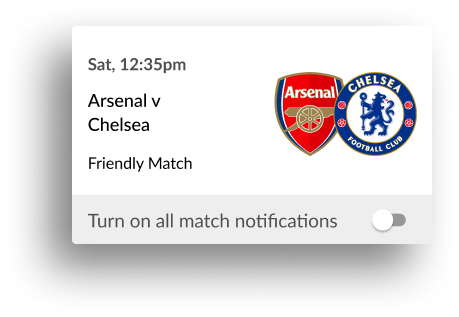 Sat, 12:35pm
Arsenal v
Chelsea
Friendly Match
Arsenal
CHELSEA
FOOTBALL CLUB
Turn on all match notifications